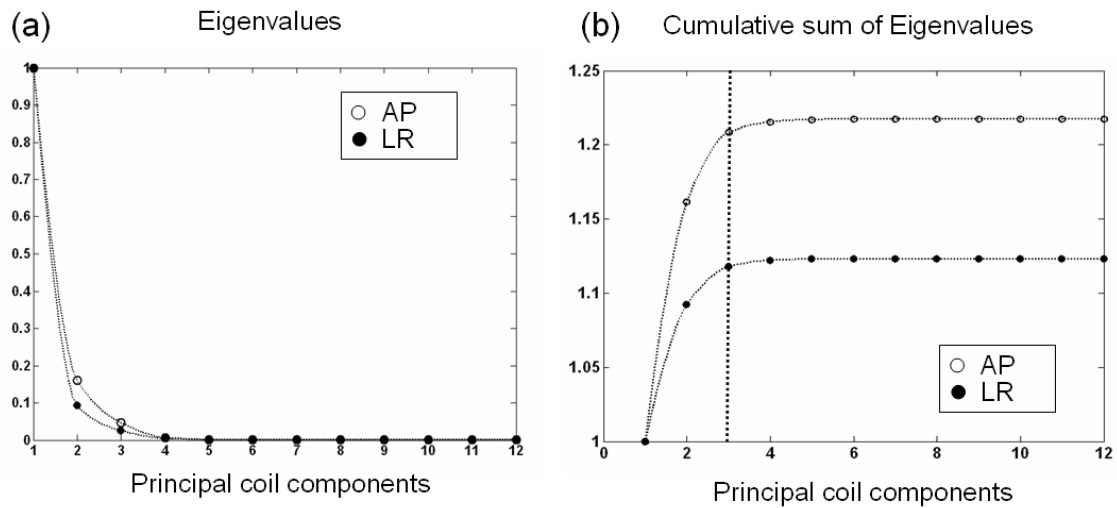 (a)
Eigenvalues
1
0.9
0.8
0.7
0.6
0.5
0.4
0.3
0.2
0.1
0
1 2 3 4 5 6 7 8 9 10 11 12
AP
LR
Principal coil components
(b)
Cumulative sum of Eigenvalues
1.25
1.2
1.15
1.1
1.05
1
0 2 4 6 8 10 12
AP
LR
Principal coil components